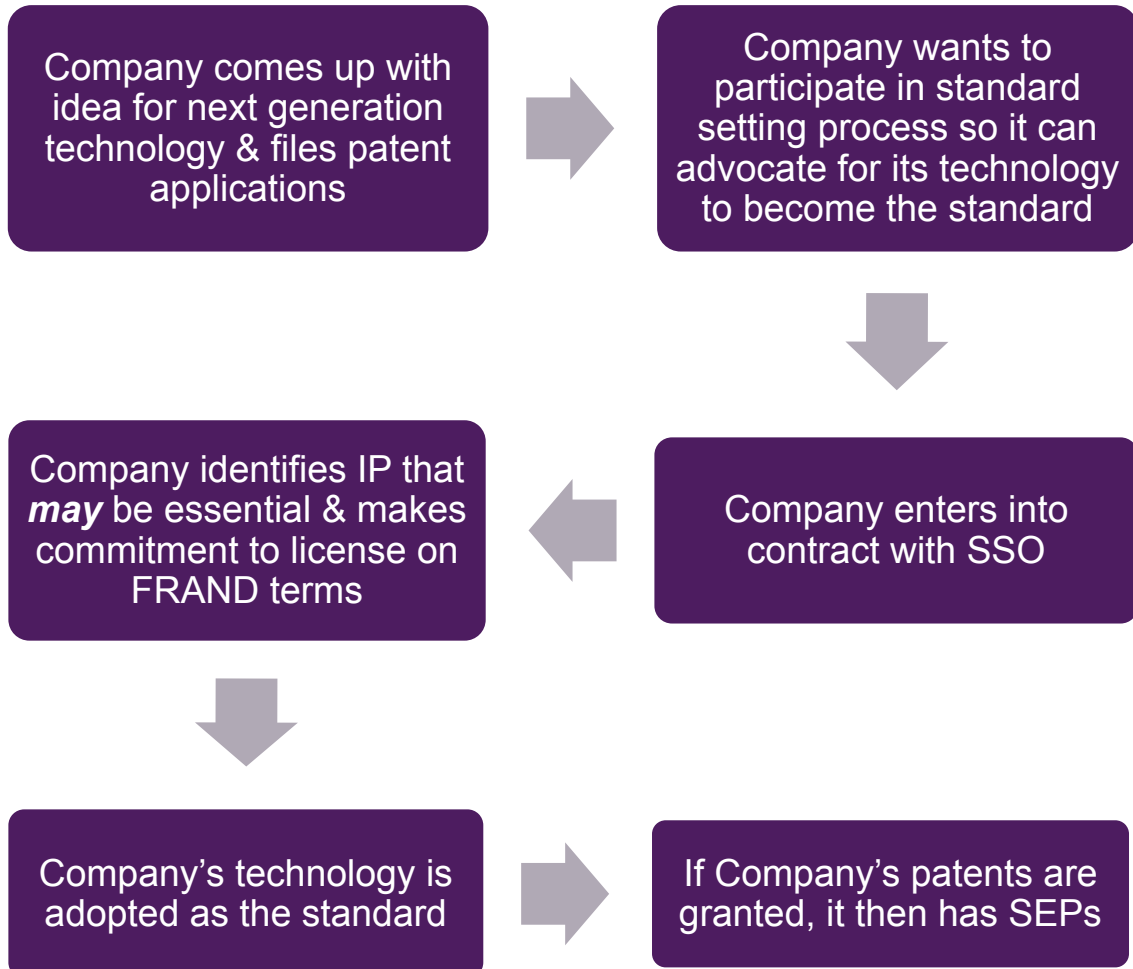 Company comes up with
idea for next generation
technology & files patent
applications
Company wants to
participate in standard
setting process so it can
advocate for its technology
to become the standard
Company enters into
contract with SSO
Company identifies IP that
may be essential & makes
commitment to license on
FRAND terms
Company’s technology is
adopted as the standard
If Company’s patents are
granted, it then has SEPs